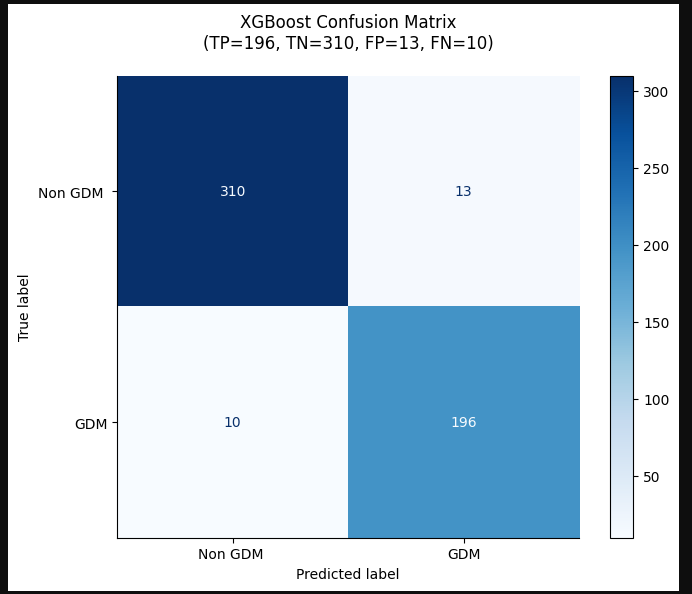 XGBoost Confusion Matrix
(TP=196, TN=310, FP=13, FN=10)
Non GDM
310
13
300
250
200
True label
150
GDM
10
196
100
50
Non GDM
GDM
Predicted label